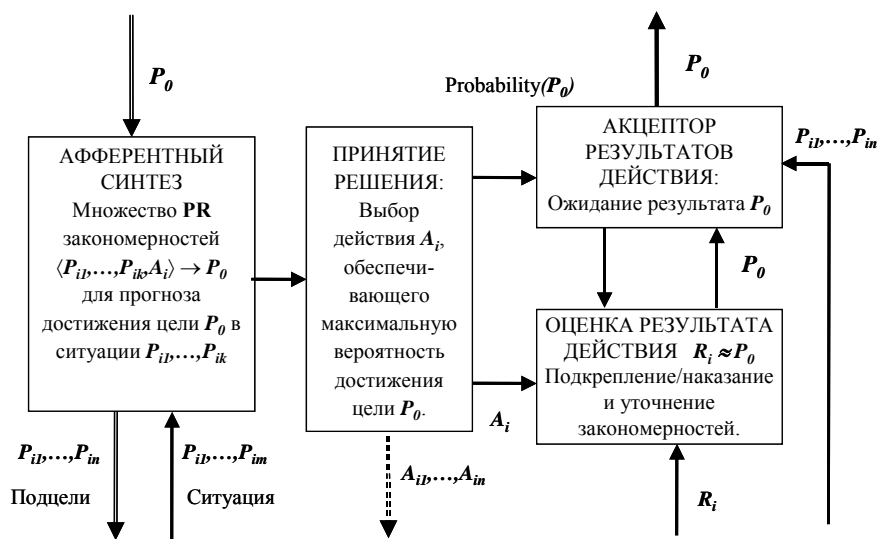 P0
Probability(P0)
P0
АФФЕРЕНТНЫЙ
СИНТЕЗ
Множество PR
закономерностей
⟨Pi1,…,Pik,Ai⟩ → P0
для прогноза
достижения цели P0 в
ситуации Pi1,…,Pik
ПРИНЯТИЕ
РЕШЕНИЯ:
Выбор
действия Ai,
обеспечи-
вающего
максимальную
вероятность
достижения
цели P0.
АКЦЕПТОР
РЕЗУЛЬТАТОВ
ДЕЙСТВИЯ:
Ожидание результата P0
Pi1,…,Pin
P0
ОЦЕНКА РЕЗУЛЬТАТА
ДЕЙСТВИЯ Ri ≈P0
Подкрепление/наказание
и уточнение
закономерностей.
Ai
Pi1,…,Pin
Подцели
Pi1,…,Pim
Ситуация
Ai1,…,Ain
Ri